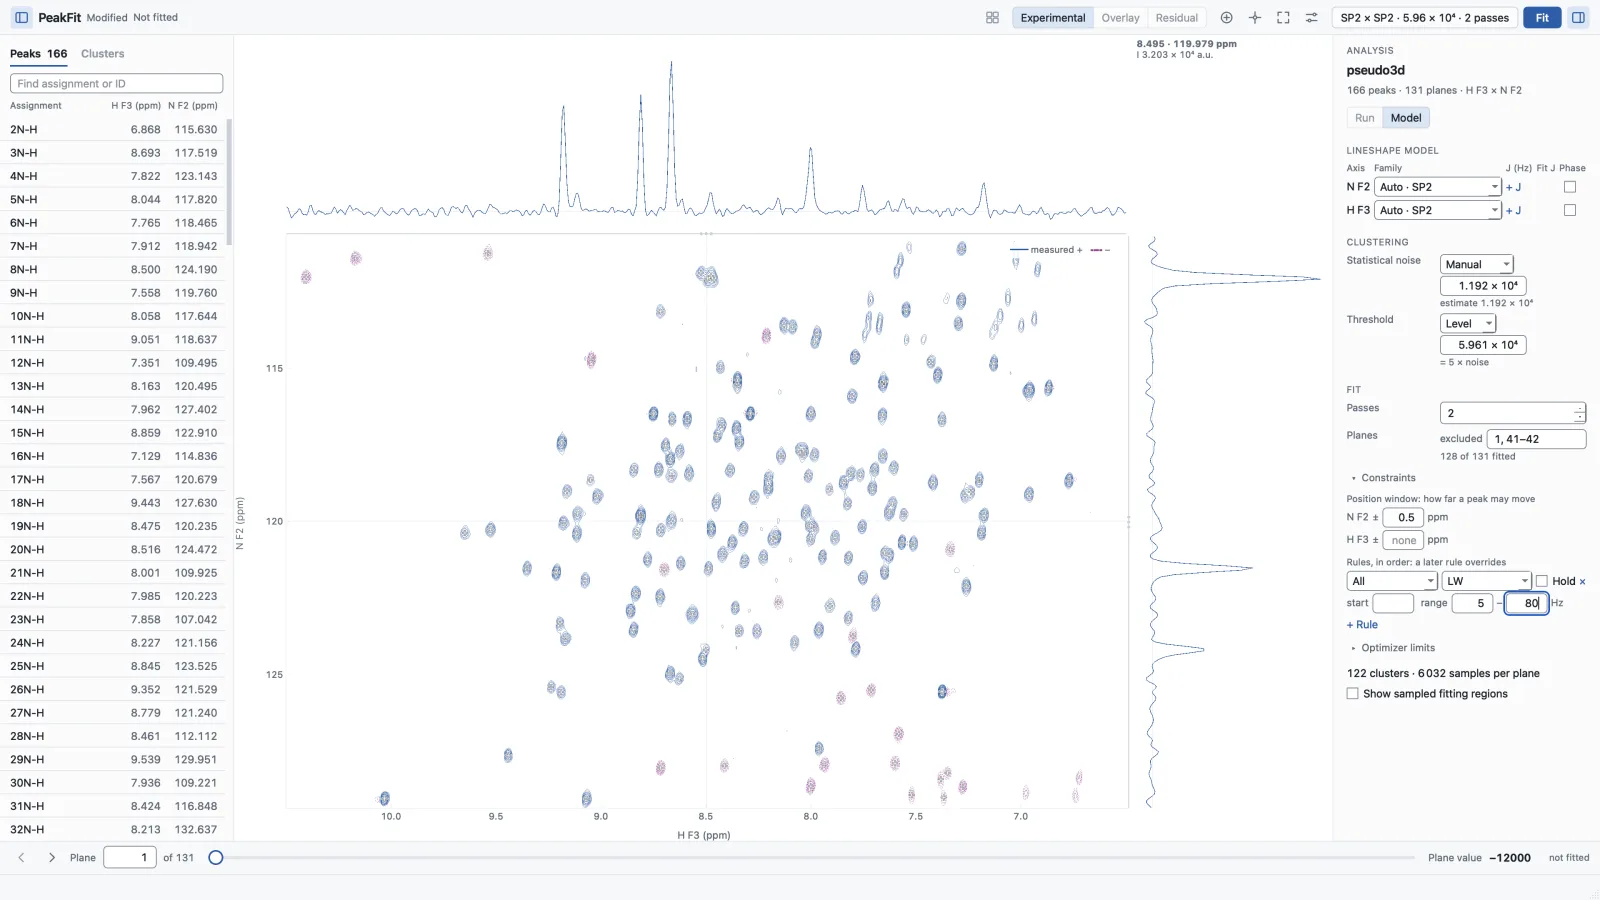 PeakFit Modified Not fitted
Experimental Overlay Residual
SP2 × SP2 · 5.96 × 10⁴ · 2 passes
Fit
Peaks 166 Clusters
Find assignment or ID
Assignment H F3 (ppm) N F2 (ppm)
2N-H 6.868 115.630
3N-H 8.693 117.519
4N-H 7.822 123.143
5N-H 8.044 117.820
6N-H 7.765 118.465
7N-H 7.912 118.942
8N-H 8.500 124.190
9N-H 7.558 119.760
10N-H 8.058 117.644
11N-H 9.051 118.637
12N-H 7.351 109.495
13N-H 8.163 120.495
14N-H 7.962 127.402
15N-H 8.859 122.910
16N-H 7.129 114.836
17N-H 7.567 120.679
18N-H 9.443 127.630
19N-H 8.475 120.235
20N-H 8.516 124.472
21N-H 8.001 109.925
22N-H 7.985 120.223
23N-H 7.858 107.042
24N-H 8.227 121.156
25N-H 8.845 123.525
26N-H 9.352 121.529
27N-H 8.779 121.240
28N-H 8.461 112.112
29N-H 9.539 129.951
30N-H 7.936 109.221
31N-H 8.424 116.848
32N-H 8.213 132.637
8.495 · 119.979 ppm
I 3.203 × 10⁴ a.u.
measured + −
115
120
125
N F2 (ppm)
10.0 9.5 9.0 8.5 8.0 7.5 7.0
H F3 (ppm)
ANALYSIS
pseudo3d
166 peaks · 131 planes · H F3 × N F2
Run Model
LINESHAPE MODEL
Axis Family J (Hz) Fit J Phase
N F2 Auto · SP2 + J
H F3 Auto · SP2 + J
CLUSTERING
Statistical noise Manual
1.192 × 10⁴
estimate 1.192 × 10⁴
Threshold Level
5.961 × 10⁴
= 5 × noise
FIT
Passes 2
Planes excluded 1, 41–42
128 of 131 fitted
Constraints
Position window: how far a peak may move
N F2 ± 0.5 ppm
H F3 ± none ppm
Rules, in order: a later rule overrides
All LW Hold ×
start range 5 – 80 Hz
+ Rule
Optimizer limits
122 clusters · 6 032 samples per plane
Show sampled fitting regions
Plane 1 of 131
Plane value −12000 not fitted